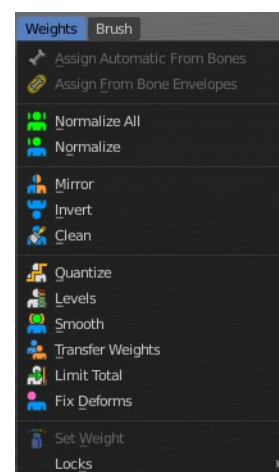 Weights Brush
Assign Automatic From Bones
Assign From Bone Envelopes
Normalize All
Normalize
Mirror
Invert
Clean
Quantize
Levels
Smooth
Transfer Weights
Limit Total
Fix Deforms
Set Weight
Locks